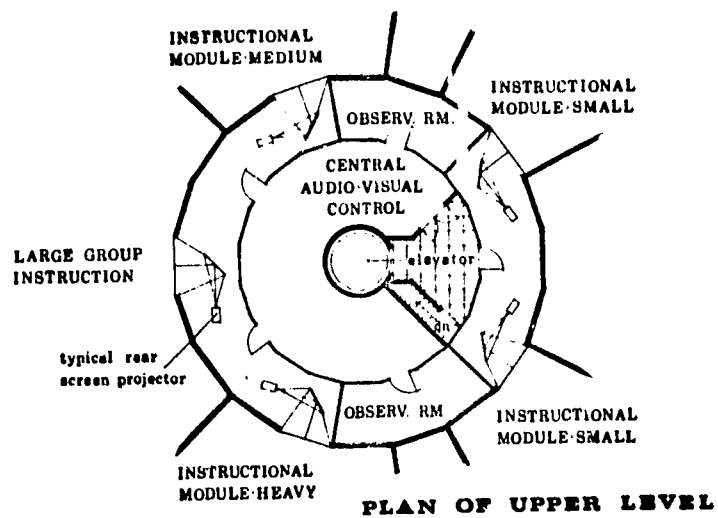 INSTRUCTIONAL
MODULE·MEDIUM
INSTRUCTIONAL
MODULE·SMALL
OBSERV. RM.
CENTRAL
AUDIO·VISUAL
CONTROL
LARGE GROUP
INSTRUCTION
elevator
dn
typical rear
screen projector
OBSERV. RM
INSTRUCTIONAL
MODULE·SMALL
INSTRUCTIONAL
MODULE·HEAVY
PLAN OF UPPER LEVEL